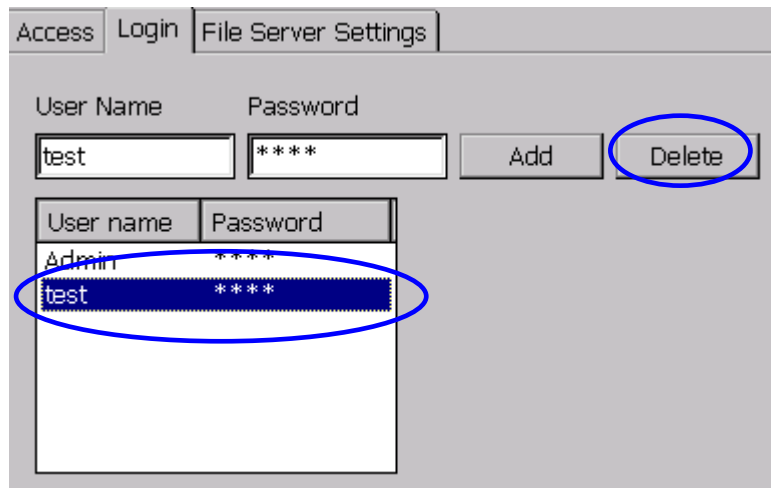 Access Login File Server Settings
User Name Password
test **** Add Delete
User name Password
Admin ****
test ****